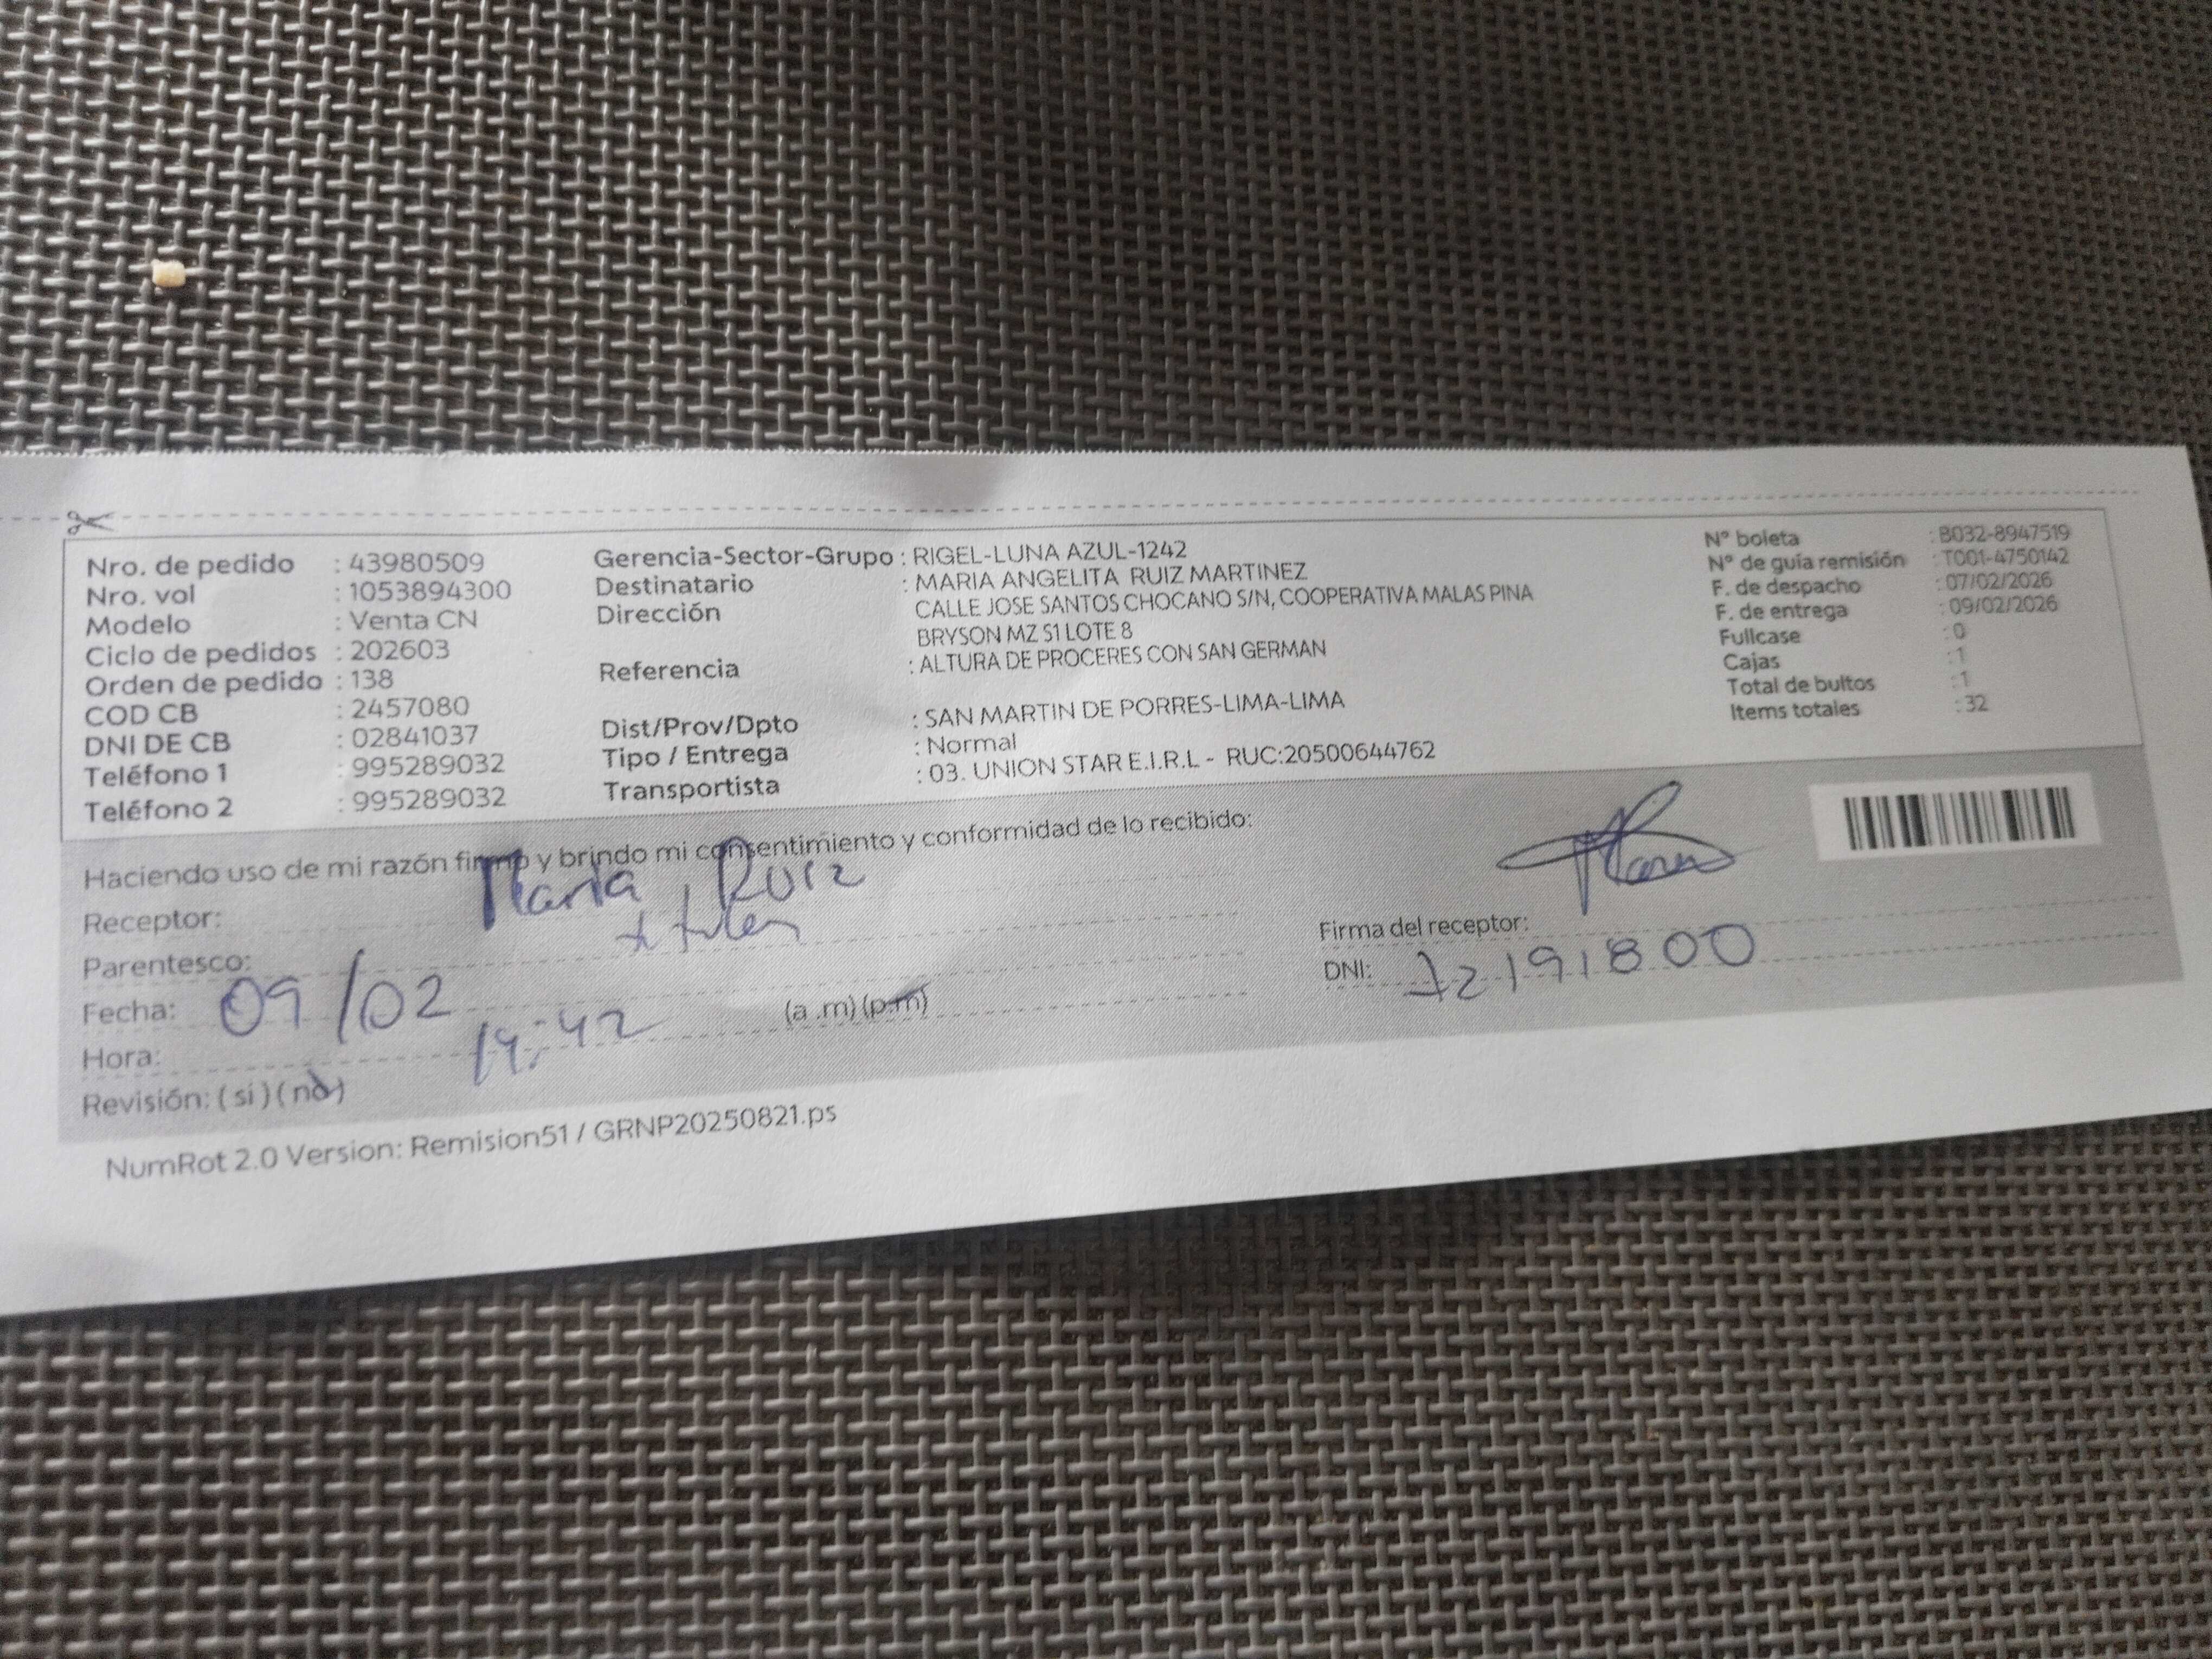 Nro. de pedido : 43980509
Nro. vol : 1053894300
Modelo : Venta CN
Ciclo de pedidos : 202603
Orden de pedido : 138
COD CB : 2457080
DNI DE CB : 02841037
Teléfono 1 : 995289032
Teléfono 2 : 995289032
Gerencia-Sector-Grupo : RIGEL-LUNA AZUL-1242
Destinatario : MARIA ANGELITA RUIZ MARTINEZ
Dirección CALLE JOSE SANTOS CHOCANO S/N, COOPERATIVA MALAS PINA
BRYSON MZ S1 LOTE 8
Referencia : ALTURA DE PROCERES CON SAN GERMAN
Dist/Prov/Dpto : SAN MARTIN DE PORRES-LIMA-LIMA
Tipo / Entrega : Normal
Transportista : 03. UNION STAR E.I.R.L - RUC:20500644762
N° boleta : B032-8947519
N° de guía remisión : T001-4750142
F. de despacho : 07/02/2026
F. de entrega : 09/02/2026
Fullcase : 0
Cajas : 1
Total de bultos : 1
Items totales : 32
Haciendo uso de mi razón firmo y brindo mi consentimiento y conformidad de lo recibido:
Receptor: Maria Ruiz
Parentesco:
Fecha: 09/02
Hora: 14:42 (a .m) (p.m)
Revisión: ( si ) ( no )
Firma del receptor:
DNI: 72191800
NumRot 2.0 Version: Remision51 / GRNP20250821.ps